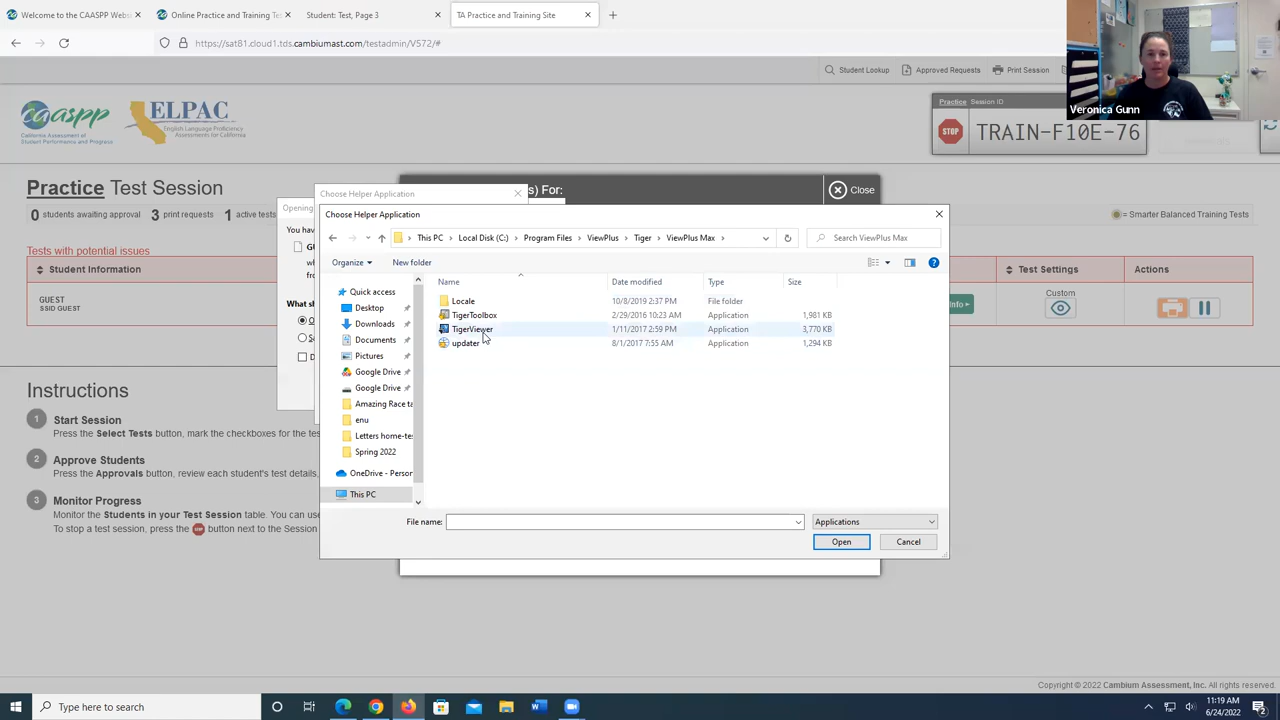 Welcome to the CAASPP Webs
Online Practice and Training Te
Student: Test, Page 3
TA Practice and Training Site
https://sat81.cloud1.tds.cambiumast.com/testadmin/V572/#
Student Lookup
Approved Requests
Print Session
Veronica Gunn
caaspp
California Assessment of
Student Performance and Progress
ELPAC
English Language Proficiency
Assessments for California
Practice Session ID
STOP
TRAIN-F10E-76
Practice Test Session
0 students awaiting approval
3 print requests
1 active tests
=Smarter Balanced Training Tests
Tests with potential issues
Student Information
Test Settings
Actions
GUEST
SSID GUEST
Info
Custom
s) For:
Close
Opening
You hav
Choose Helper Application
Choose Helper Application
This PC
Local Disk (C:)
Program Files
ViewPlus
Tiger
ViewPlus Max
Search ViewPlus Max
Organize
New folder
Name
Date modified
Type
Size
Quick access
Desktop
Downloads
Documents
Pictures
Google Drive
Google Drive
Amazing Race ta
enu
Letters home-te
Spring 2022
OneDrive - Person
This PC
Locale 10/8/2019 2:37 PM File folder
TigerToolbox 2/29/2016 10:23 AM Application 1,981 KB
TigerViewer 1/11/2017 2:59 PM Application 3,770 KB
updater 8/1/2017 7:55 AM Application 1,294 KB
File name:
Applications
Open
Cancel
Instructions
1 Start Session
Press the Select Tests button, mark the checkboxes for the
2 Approve Students
Press the Approvals button, review each student's test details,
3 Monitor Progress
Monitor the Students in your Test Session table. You can use
To stop a test session, press the button next to the Session
Copyright © 2022 Cambium Assessment, Inc. All rights reserved.
Type here to search
11:19 AM
6/24/2022
2